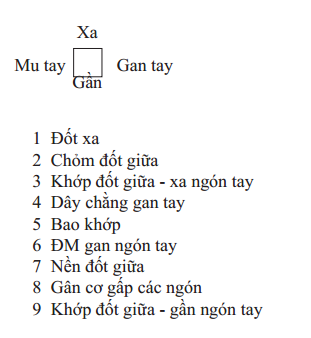 Xa
Mu tay Gan tay
Gần
1 Đốt xa
2 Chỏm đốt giữa
3 Khớp đốt giữa - xa ngón tay
4 Dây chằng gan tay
5 Bao khớp
6 ĐM gan ngón tay
7 Nền đốt giữa
8 Gân cơ gấp các ngón
9 Khớp đốt giữa - gần ngón tay